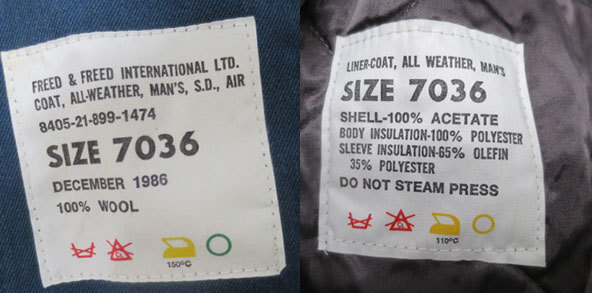 FREED & FREED INTERNATIONAL LTD.
COAT, ALL-WEATHER, MAN'S, S.D., AIR
8405-21-899-1474
SIZE 7036
DECEMBER 1986
100% WOOL
CL
150°C
LINER-COAT, ALL WEATHER, MAN'S
SIZE 7036
SHELL-100% ACETATE
BODY INSULATION-100% POLYESTER
SLEEVE INSULATION-65% OLEFIN
35% POLYESTER
DO NOT STEAM PRESS
CL
110°C